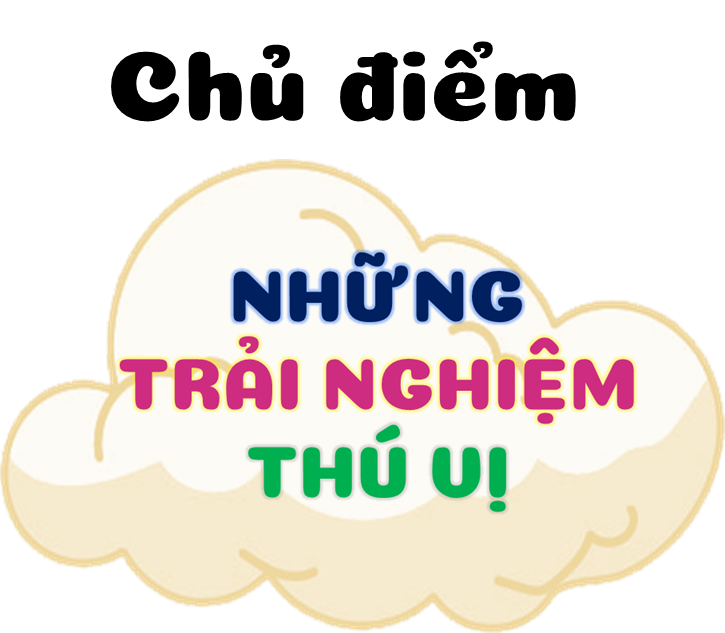 Chủ điểm
NHỮNG
TRẢI NGHIỆM
THÚ VỊ